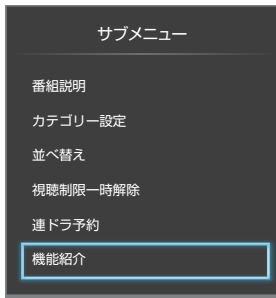 サブメニュー
番組説明
カテゴリー設定
並べ替え
視聴制限一時解除
連ドラ予約
機能紹介